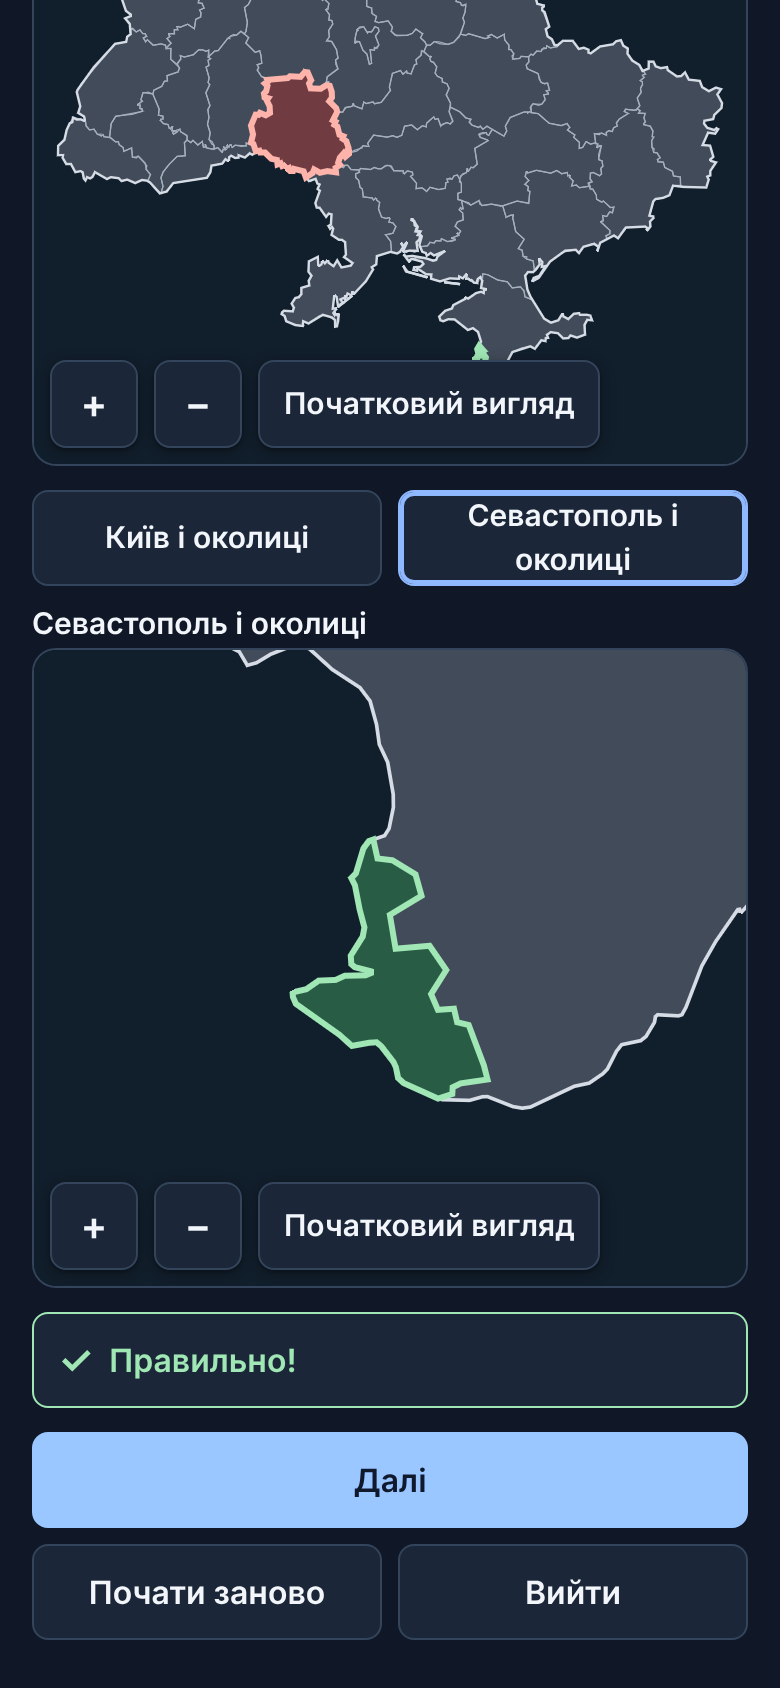 +
−
Початковий вигляд
Київ і околиці
Севастополь і
околиці
Севастополь і околиці
+
−
Початковий вигляд
Правильно!
Далі
Почати заново
Вийти